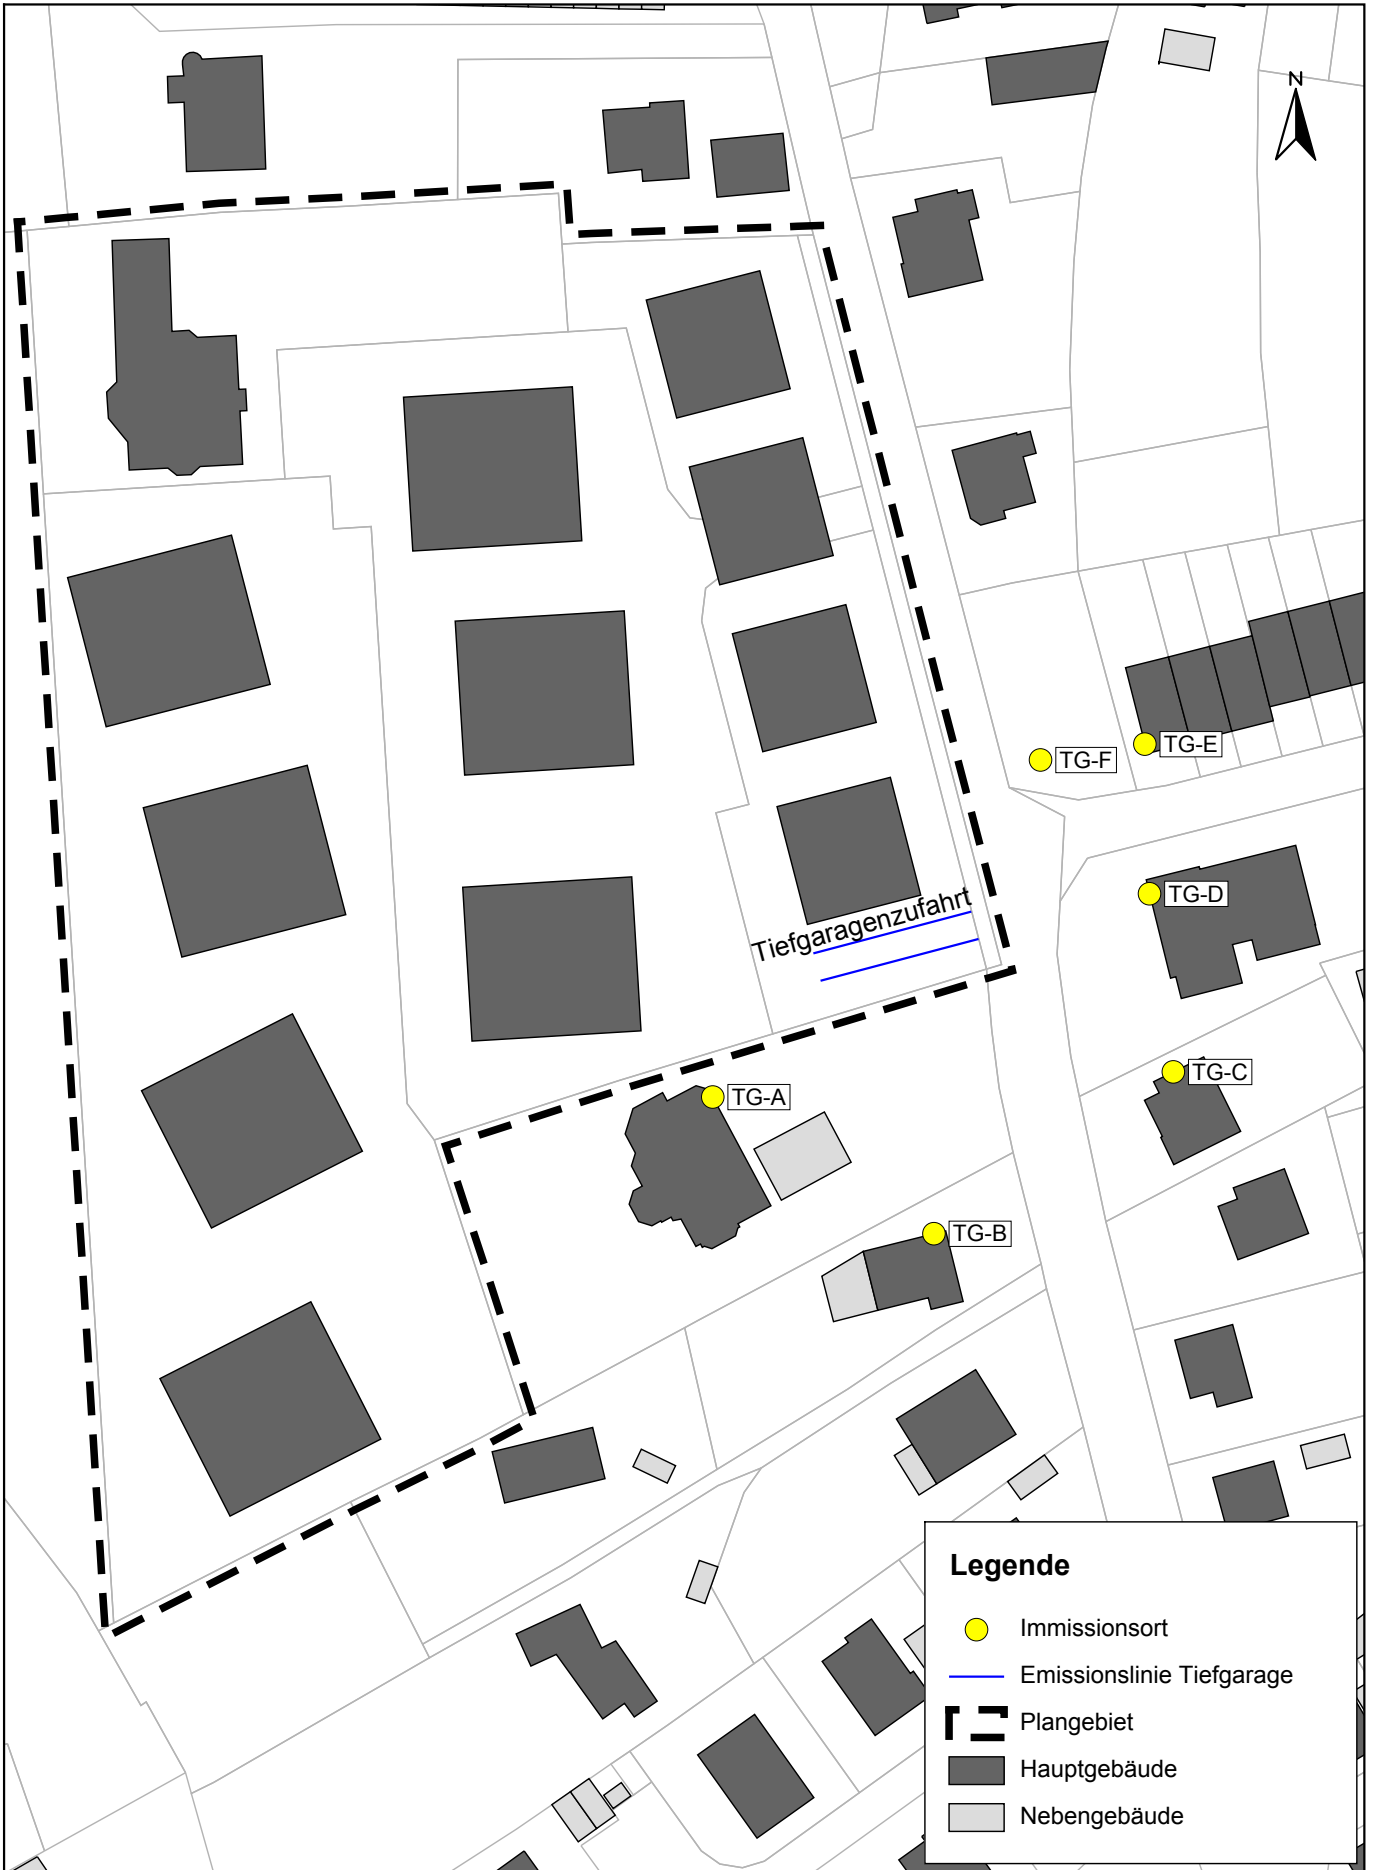 N
TG-E
TG-F
TG-D
Tiefgaragenzufahrt
TG-C
TG-A
TG-B
Legende
Immissionsort
Emissionslinie Tiefgarage
Plangebiet
Hauptgebäude
Nebengebäude